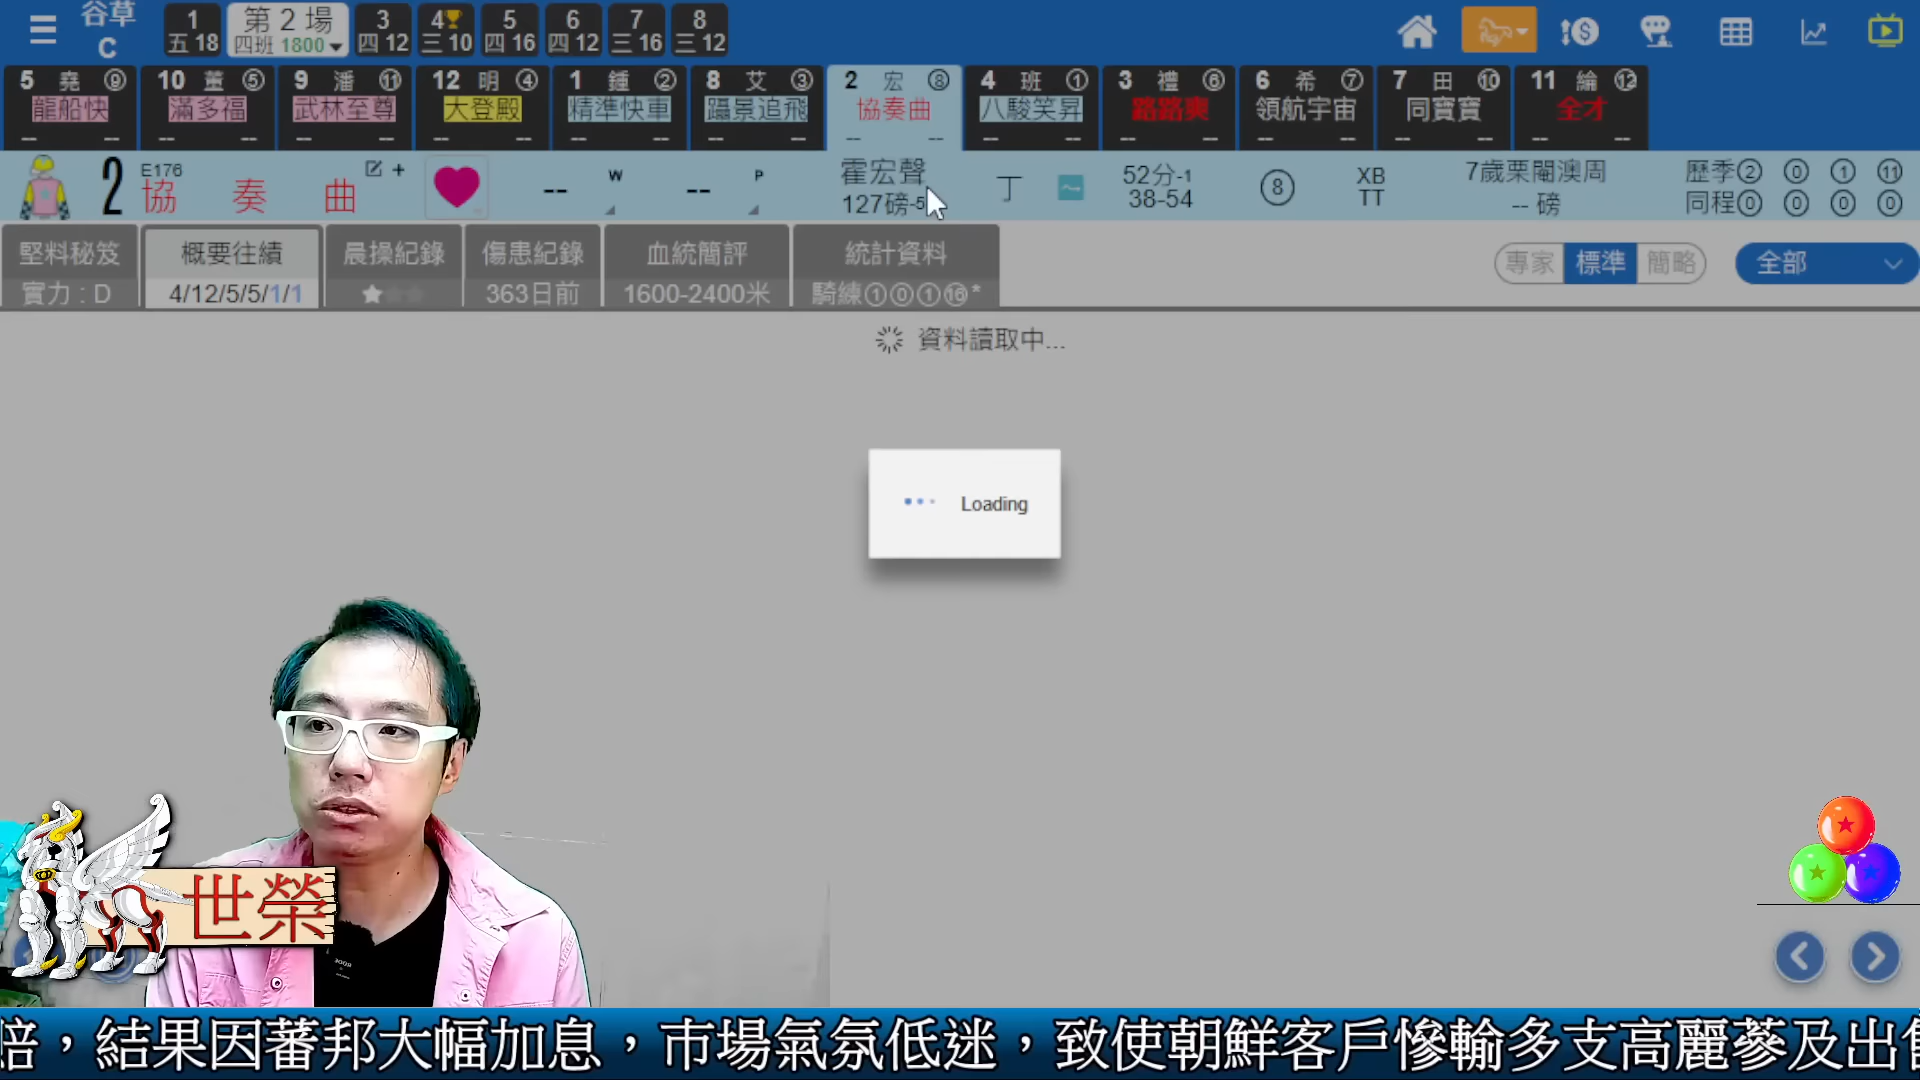 谷草 C
1 五 18
第 2 場 四班 1800
3 四 12
4 三 10
5 四 16
6 四 12
7 三 16
8 三 12
5 堯 ⑨ 龍船快 -- --
10 董 ⑤ 滿多福 -- --
9 潘 ⑪ 武林至尊 -- --
12 明 ④ 大登殿 -- --
1 鍾 ② 精準快車 -- --
8 艾 ③ 躡景追飛 -- --
2 宏 ⑧ 協奏曲 -- --
4 班 ① 八駿笑昇 -- --
3 禮 ⑥ 路路爽 -- --
6 希 ⑦ 領航宇宙 -- --
7 田 ⑩ 同寶寶 -- --
11 綸 ⑫ 全才 -- --
2 E176 協奏曲 +
-- W -- P
霍宏聲
127磅-5
丁
52分-1
38-54
⑧
XB
TT
7歲栗閹澳周
-- 磅
歷季② ⓪ ① ⑪
同程⓪ ⓪ ⓪ ⓪
堅料秘笈
實力 : D
概要往績
4/12/5/5/1/1
晨操紀錄
傷患紀錄
363日前
血統簡評
1600-2400米
統計資料
騎練①⓪①⑯*
專家 標準 簡略
全部
資料讀取中...
Loading
世榮
賠，結果因蕃邦大幅加息，市場氣氛低迷，致使朝鮮客戶慘輸多支高麗蔘及出售